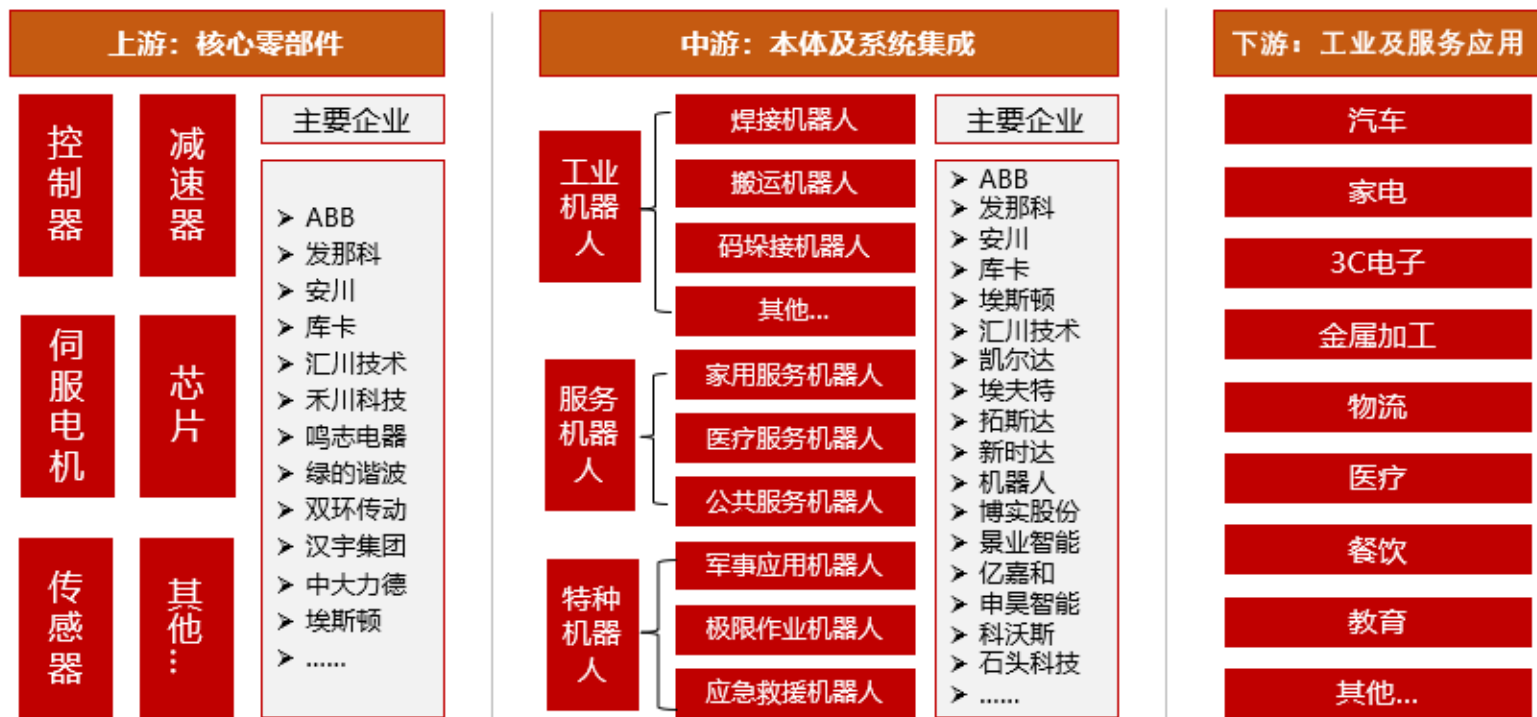 上游：核心零部件
控制器
减速器
伺服电机
芯片
传感器
其他…
主要企业
➢ ABB
➢ 发那科
➢ 安川
➢ 库卡
➢ 汇川技术
➢ 禾川科技
➢ 鸣志电器
➢ 绿的谐波
➢ 双环传动
➢ 汉宇集团
➢ 中大力德
➢ 埃斯顿
➢ ......
中游：本体及系统集成
工业机器人
焊接机器人
搬运机器人
码垛接机器人
其他...
服务机器人
家用服务机器人
医疗服务机器人
公共服务机器人
特种机器人
军事应用机器人
极限作业机器人
应急救援机器人
主要企业
➢ ABB
➢ 发那科
➢ 安川
➢ 库卡
➢ 埃斯顿
➢ 汇川技术
➢ 凯尔达
➢ 埃夫特
➢ 拓斯达
➢ 新时达
➢ 机器人
➢ 博实股份
➢ 景业智能
➢ 亿嘉和
➢ 申昊智能
➢ 科沃斯
➢ 石头科技
➢ ......
下游：工业及服务应用
汽车
家电
3C电子
金属加工
物流
医疗
餐饮
教育
其他...